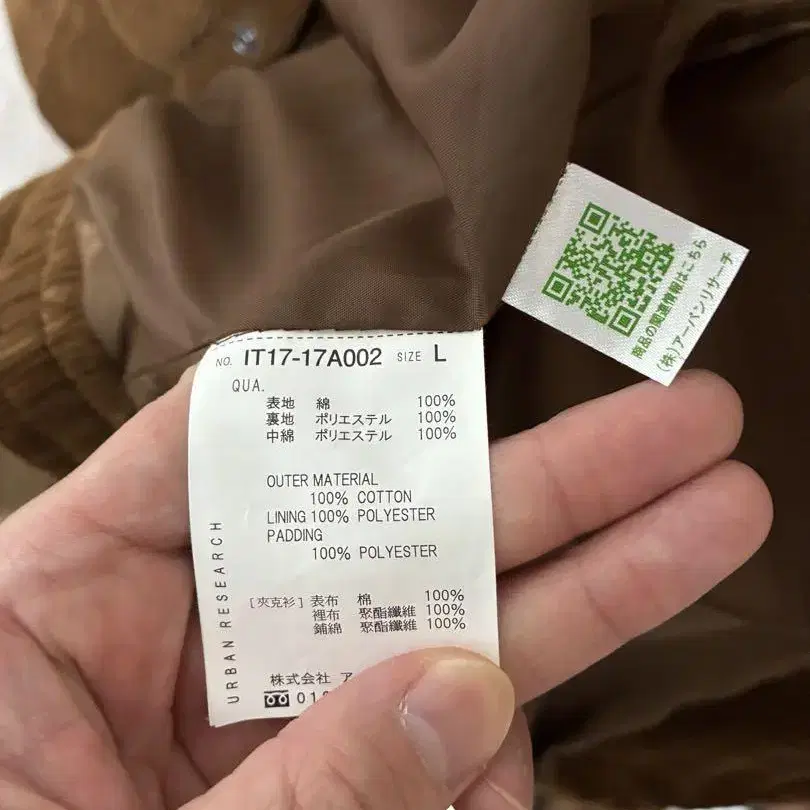 NO. IT17-17A002 SIZE L
QUA.
表地 綿 100%
裏地 ポリエステル 100%
中綿 ポリエステル 100%
OUTER MATERIAL
100% COTTON
LINING 100% POLYESTER
PADDING
100% POLYESTER
[夾克衫] 表布 棉 100%
裡布 聚酯纖維 100%
鋪綿 聚酯纖維 100%
株式会社 ア
01
URBAN RESEARCH
商品の関連情報はこちら
(株)アーバンリサーチ